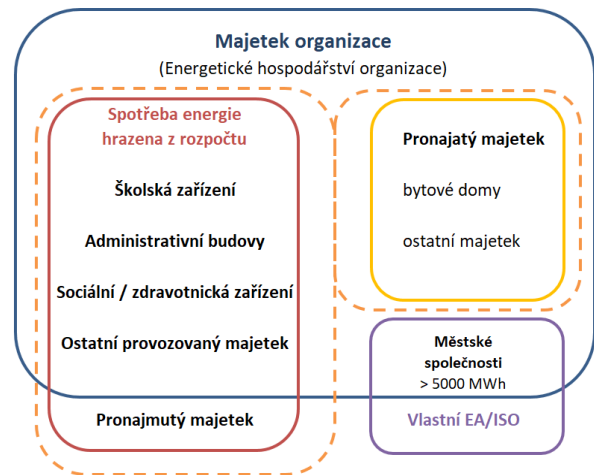 Majetek organizace
(Energetické hospodářství organizace)
Spotřeba energie
hrazena z rozpočtu
Školská zařízení
Administrativní budovy
Sociální / zdravotnická zařízení
Ostatní provozovaný majetek
Pronajmutý majetek
Pronajatý majetek
bytové domy
ostatní majetek
Městské
společnosti
> 5000 MWh
Vlastní EA/ISO